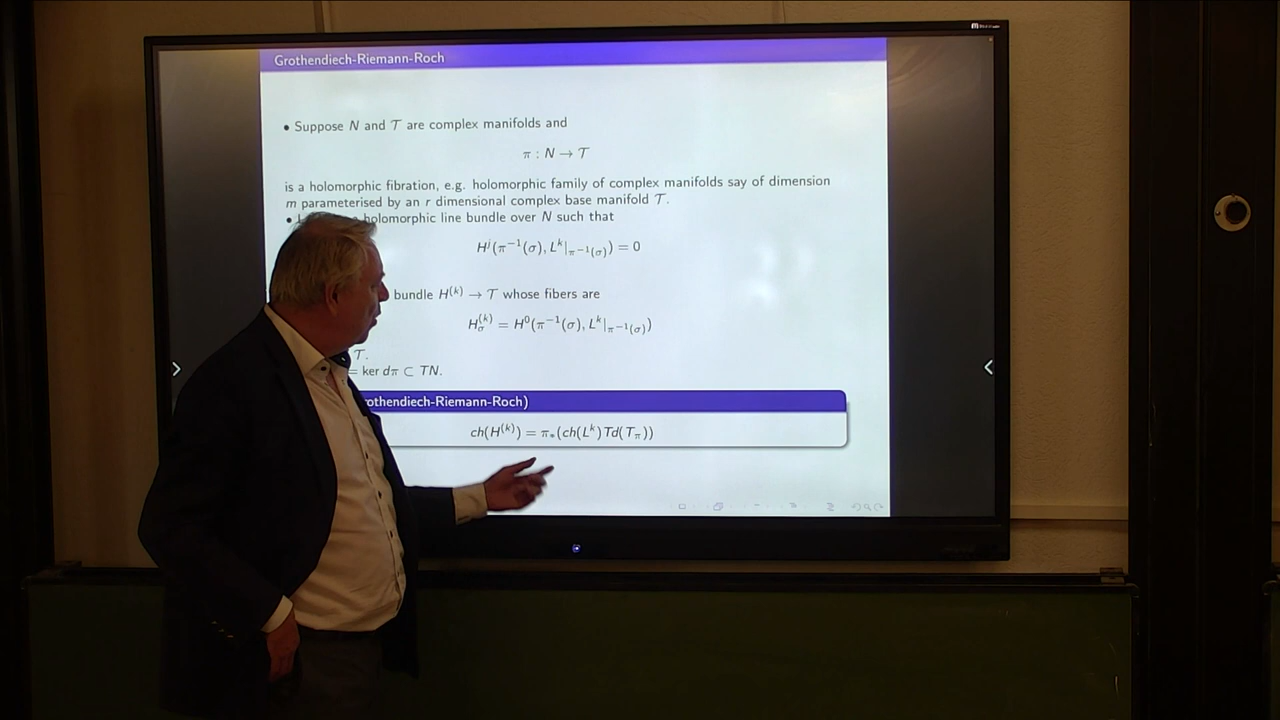 Grothendiech-Riemann-Roch
• Suppose N and 𝒯 are complex manifolds and
π : N → 𝒯
is a holomorphic fibration, e.g. holomorphic family of complex manifolds say of dimension
m parameterised by an r dimensional complex base manifold 𝒯.
• holomorphic line bundle over N such that
H^j(π^{-1}(σ), L^k|_{π^{-1}(σ)}) = 0
bundle H^{(k)} → 𝒯 whose fibers are
H_σ^{(k)} = H^0(π^{-1}(σ), L^k|_{π^{-1}(σ)})
𝒯.
= ker dπ ⊂ TN.
rothendiech-Riemann-Roch)
ch(H^{(k)}) = π_*(ch(L^k)Td(T_π))